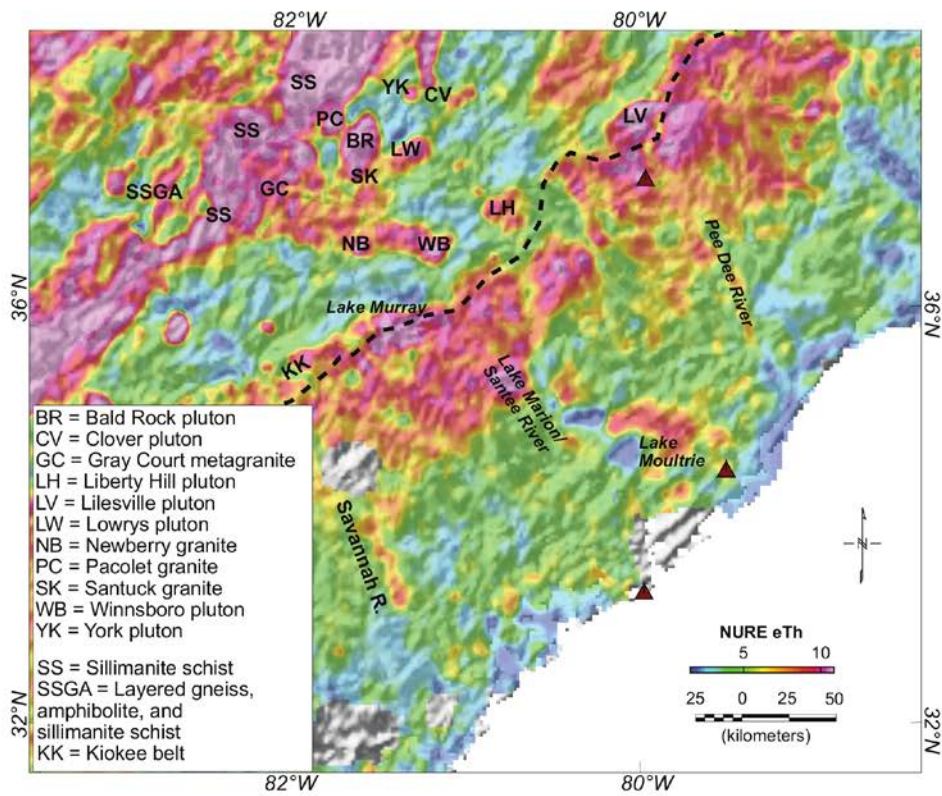 82°W
80°W
SS
YK
CV
PC
LV
SS
BR
LW
SK
SSGA
GC
SS
LH
NB
WB
Pee Dee River
36°N
36°N
Lake Murray
KK
Lake Marion/
Santee River
BR = Bald Rock pluton
CV = Clover pluton
GC = Gray Court metagranite
LH = Liberty Hill pluton
LV = Lilesville pluton
LW = Lowrys pluton
NB = Newberry granite
PC = Pacolet granite
SK = Santuck granite
WB = Winnsboro pluton
YK = York pluton
SS = Sillimanite schist
SSGA = Layered gneiss,
amphibolite, and
sillimanite schist
KK = Kiokee belt
Lake
Moultrie
Savannah R.
N
NURE eTh
5
10
25
0
25
50
(kilometers)
32°N
32°N
82°W
80°W